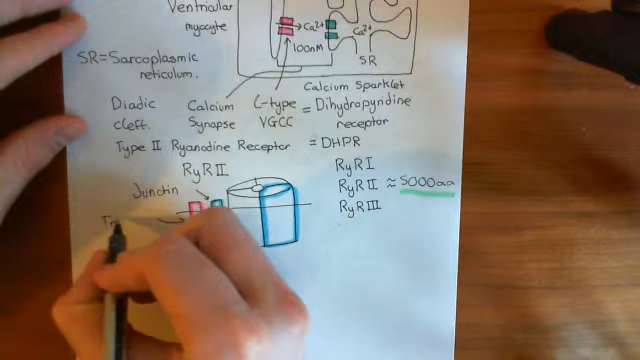 Ventricular
myocyte
Ca2+
100nM
Ca2+
SR
SR = Sarcoplasmic
reticulum.
Calcium Sparklet
Diadic
cleft.
Calcium
Synapse
L-type
VGCC
= Dihydropyridine
receptor
= DHPR
Type II Ryanodine Receptor
RyR II
Junctin
RyR I
RyR II ≈ 5000aa
RyR III